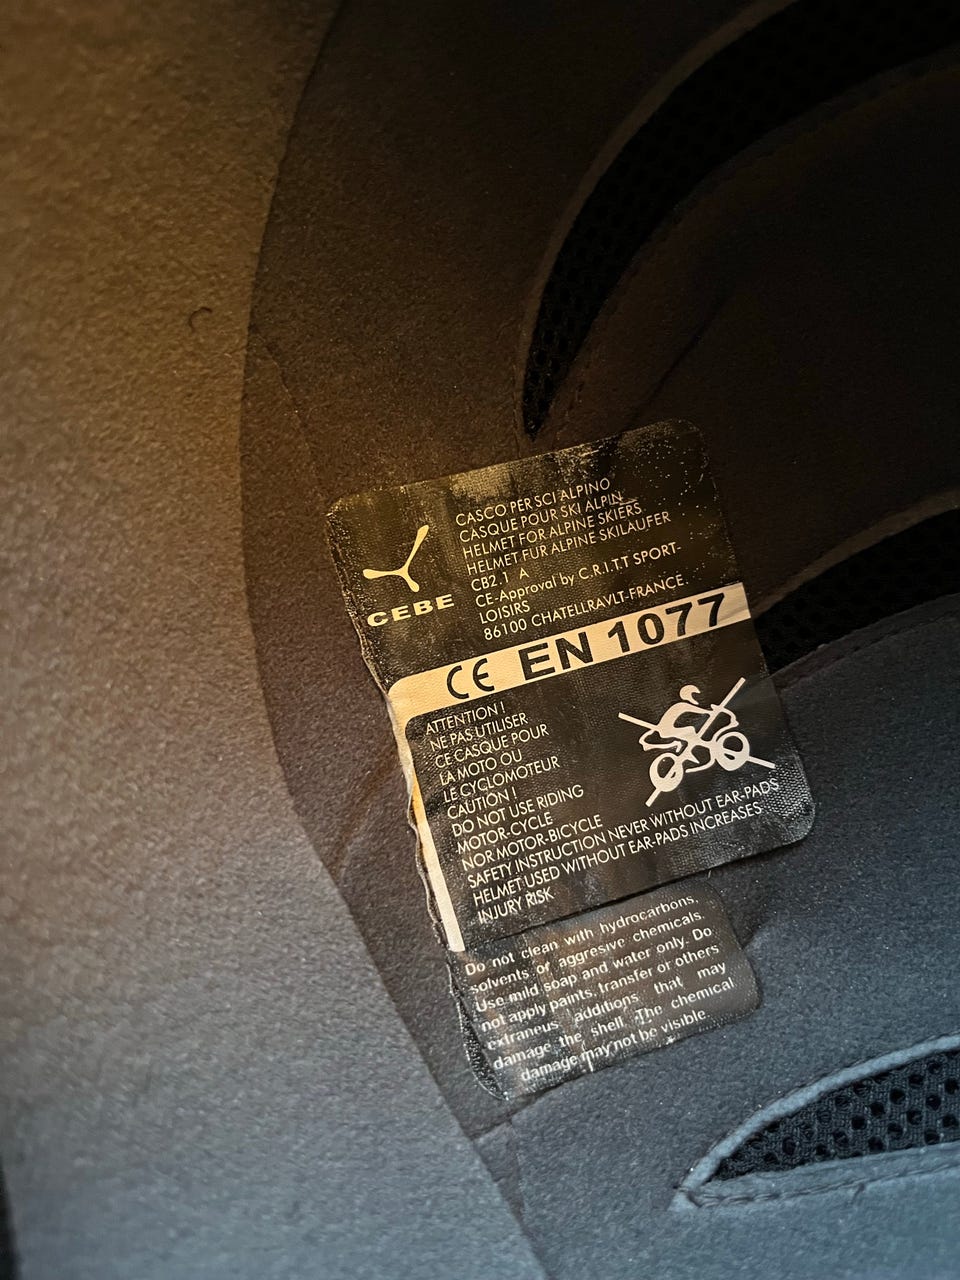 CASCO PER SCI ALPINO
CASQUE POUR SKI ALPIN
HELMET FOR ALPINE SKIERS
HELMET FUR ALPINE SKILAUFER
CB2 1 A
CE-Approval by C.R.I.T.T SPORT-
LOISIRS
86100 CHATELLRAVLT-FRANCE.
CEBE
CE EN 1077
ATTENTION !
NE PAS UTILISER
CE CASQUE POUR
LA MOTO OU
LE CYCLOMOTEUR
CAUTION !
DO NOT USE RIDING
MOTOR-CYCLE
NOR MOTOR-BICYCLE
SAFETY INSTRUCTION NEVER WITHOUT EAR-PADS
HELMET USED WITHOUT EAR-PADS INCREASES
INJURY RISK
Do not clean with hydrocarbons,
solvents or aggresive chemicals.
Use mild soap and water only. Do
not apply paints, transfer or others
extraneus additions that may
damage the shell. The chemical
damage may not be visible.